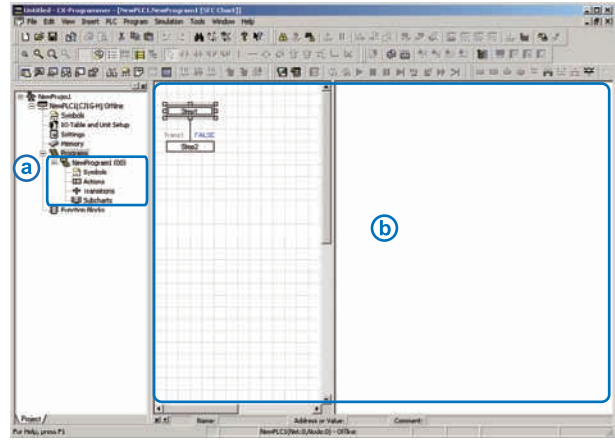 Untitled - CX-Programmer - [NewPLC1.NewProgram1 [SFC Chart]]
File Edit View Insert PLC Program Simulation Tools Window Help
NewProject
NewPLC1[CJ1G-H] Offline
Symbols
IO Table and Unit Setup
Settings
Memory
Programs
NewProgram1 (00)
Symbols
Actions
Transitions
Subcharts
Function Blocks
a
Step1
Trans1 FALSE
Step2
b
Project
Name: Address or Value: Comment:
For Help, press F1
NewPLC1(Net:0,Node:0) - Offline